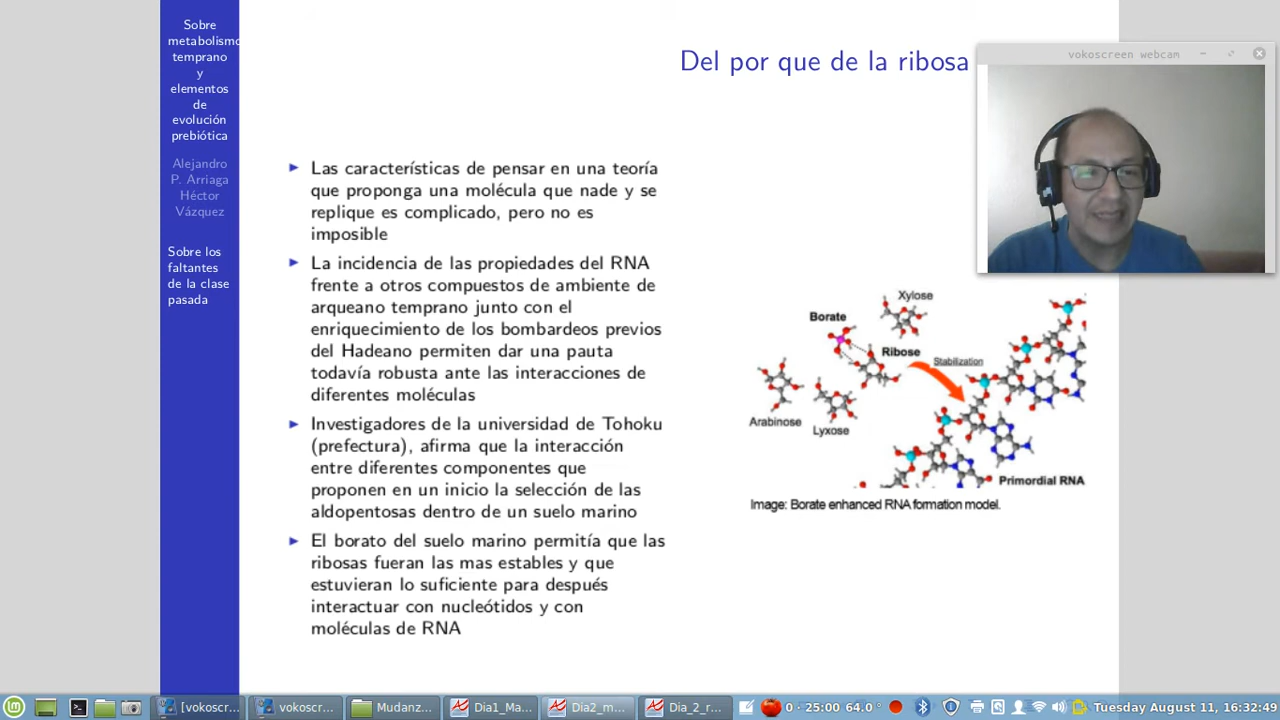 Sobre
metabolismo
temprano
y
elementos
de
evolución
prebiótica
Alejandro
P. Arriaga
Héctor
Vázquez
Sobre los
faltantes
de la clase
pasada
Del por que de la ribosa
vokoscreen webcam
Las características de pensar en una teoría
que proponga una molécula que nade y se
replique es complicado, pero no es
imposible
La incidencia de las propiedades del RNA
frente a otros compuestos de ambiente de
arqueano temprano junto con el
enriquecimiento de los bombardeos previos
del Hadeano permiten dar una pauta
todavía robusta ante las interacciones de
diferentes moléculas
Investigadores de la universidad de Tohoku
(prefectura), afirma que la interacción
entre diferentes componentes que
proponen en un inicio la selección de las
aldopentosas dentro de un suelo marino
El borato del suelo marino permitía que las
ribosas fueran las mas estables y que
estuvieran lo suficiente para después
interactuar con nucleótidos y con
moléculas de RNA
Xylose
Borate
Ribose
Stabilization
Arabinose
Lyxose
Primordial RNA
Image: Borate enhanced RNA formation model.
[vokoscr...
vokoscr...
Mudanz...
Dia1_Ma...
Dia2_m...
Dia_2_r...
0 · 25:00 64.0 °
Tuesday August 11, 16:32:49